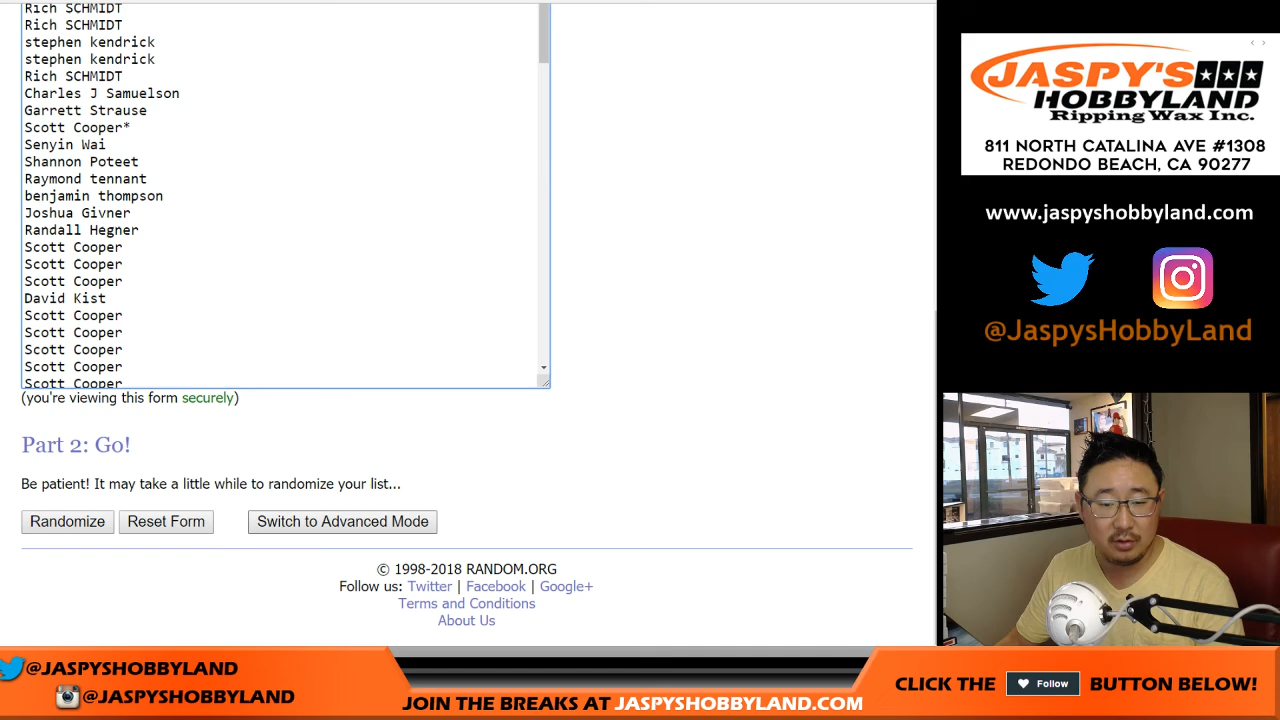 Rich SCHMIDT
Rich SCHMIDT
stephen kendrick
stephen kendrick
Rich SCHMIDT
Charles J Samuelson
Garrett Strause
Scott Cooper*
Senyin Wai
Shannon Poteet
Raymond tennant
benjamin thompson
Joshua Givner
Randall Hegner
Scott Cooper
Scott Cooper
Scott Cooper
David Kist
Scott Cooper
Scott Cooper
Scott Cooper
Scott Cooper
Scott Cooper
(you're viewing this form securely)
Part 2: Go!
Be patient! It may take a little while to randomize your list...
Randomize Reset Form Switch to Advanced Mode
© 1998-2018 RANDOM.ORG
Follow us: Twitter | Facebook | Google+
Terms and Conditions
About Us
JASPY'S
HOBBYLAND
Ripping Wax Inc.
811 NORTH CATALINA AVE #1308
REDONDO BEACH, CA 90277
www.jaspyshobbyland.com
@JaspysHobbyLand
@JASPYSHOBBYLAND
@JASPYSHOBBYLAND
JOIN THE BREAKS AT JASPYSHOBBYLAND.COM
CLICK THE Follow BUTTON BELOW!